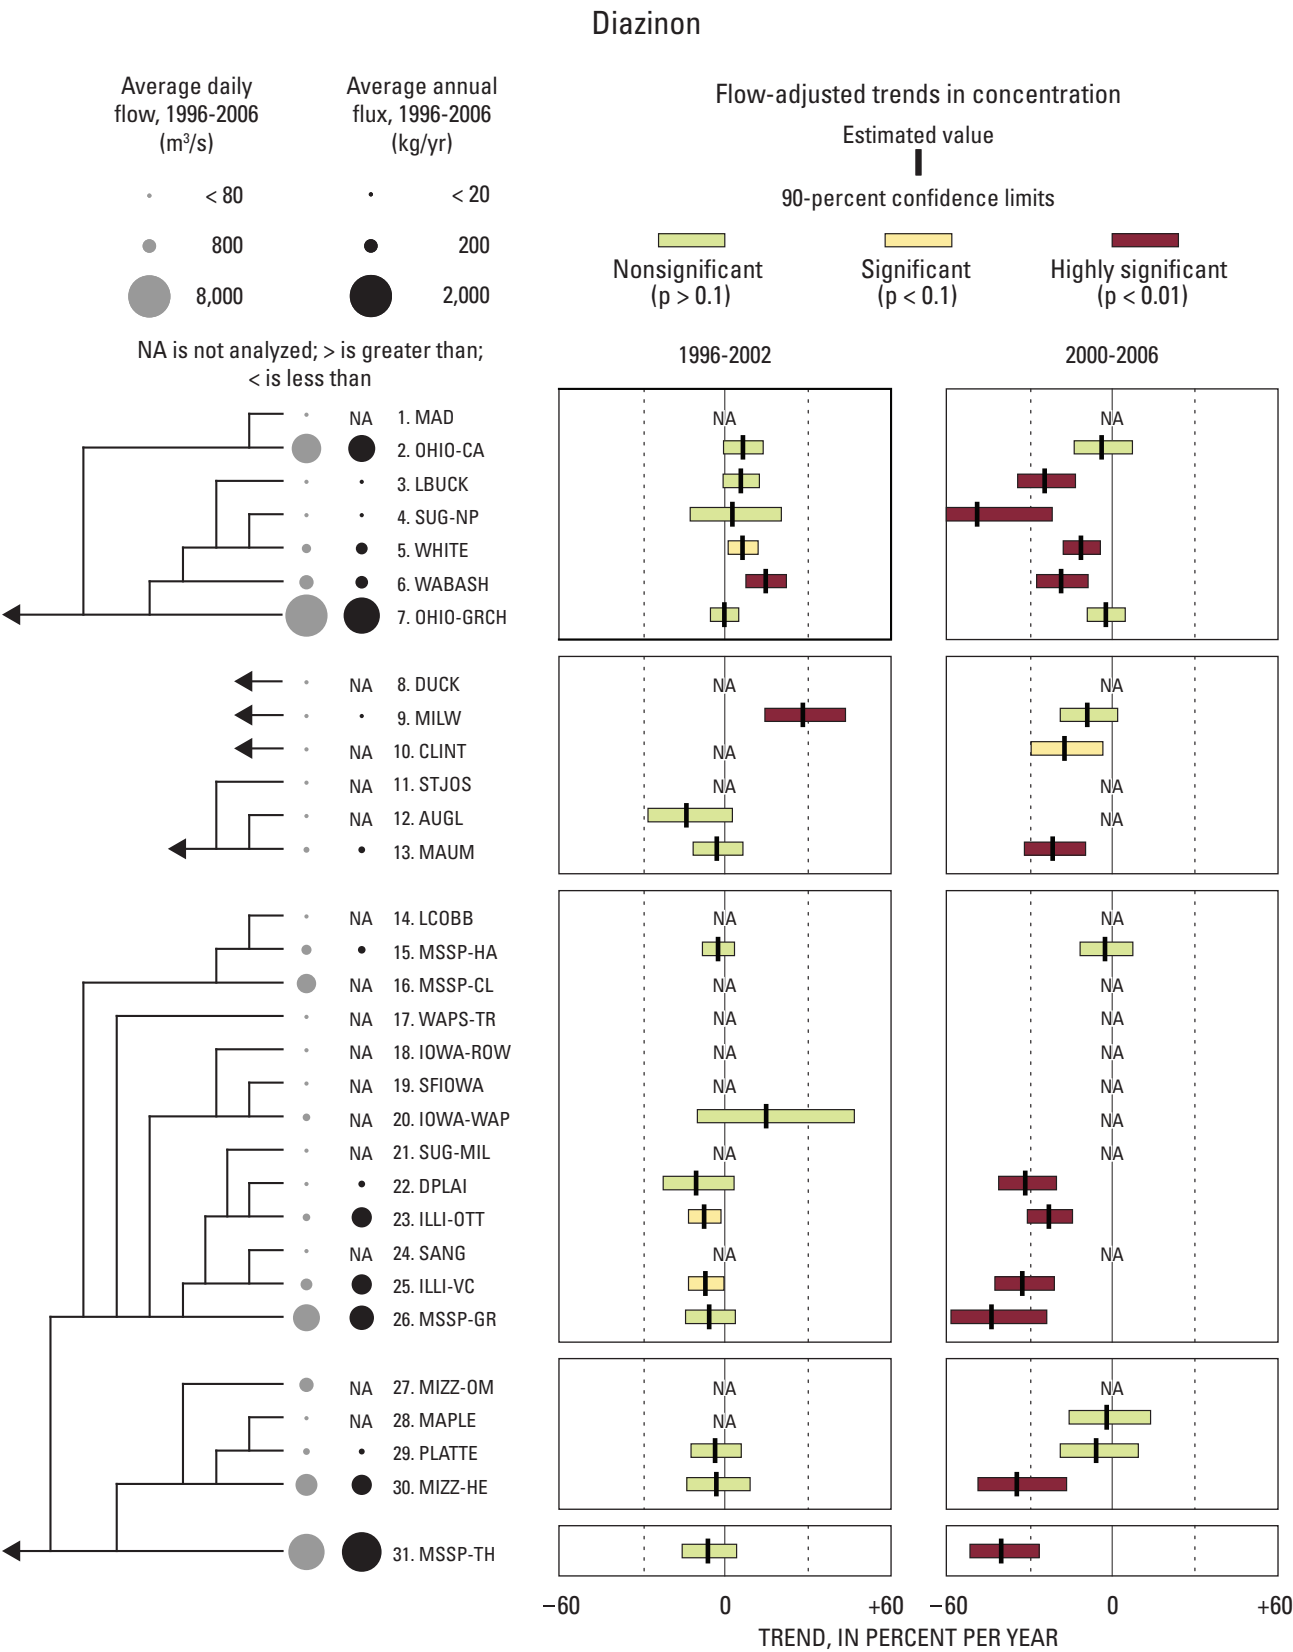 Diazinon
Average daily
flow, 1996-2006
(m³/s)
Average annual
flux, 1996-2006
(kg/yr)
< 80
< 20
800
200
8,000
2,000
NA is not analyzed; > is greater than;
< is less than
Flow-adjusted trends in concentration
Estimated value
90-percent confidence limits
Nonsignificant
(p > 0.1)
Significant
(p < 0.1)
Highly significant
(p < 0.01)
1996-2002
2000-2006
NA 1. MAD NA NA
2. OHIO-CA
3. LBUCK
4. SUG-NP
5. WHITE
6. WABASH
7. OHIO-GRCH
NA 8. DUCK NA NA
9. MILW
NA 10. CLINT NA
NA 11. STJOS NA NA
NA 12. AUGL NA
13. MAUM
NA 14. LCOBB NA NA
15. MSSP-HA
NA 16. MSSP-CL NA NA
NA 17. WAPS-TR NA NA
NA 18. IOWA-ROW NA NA
NA 19. SFIOWA NA NA
NA 20. IOWA-WAP NA
NA 21. SUG-MIL NA NA
22. DPLAI
23. ILLI-OTT
NA 24. SANG NA NA
25. ILLI-VC
26. MSSP-GR
NA 27. MIZZ-OM NA NA
NA 28. MAPLE NA
29. PLATTE
30. MIZZ-HE
31. MSSP-TH
−60 0 +60 −60 0 +60
TREND, IN PERCENT PER YEAR